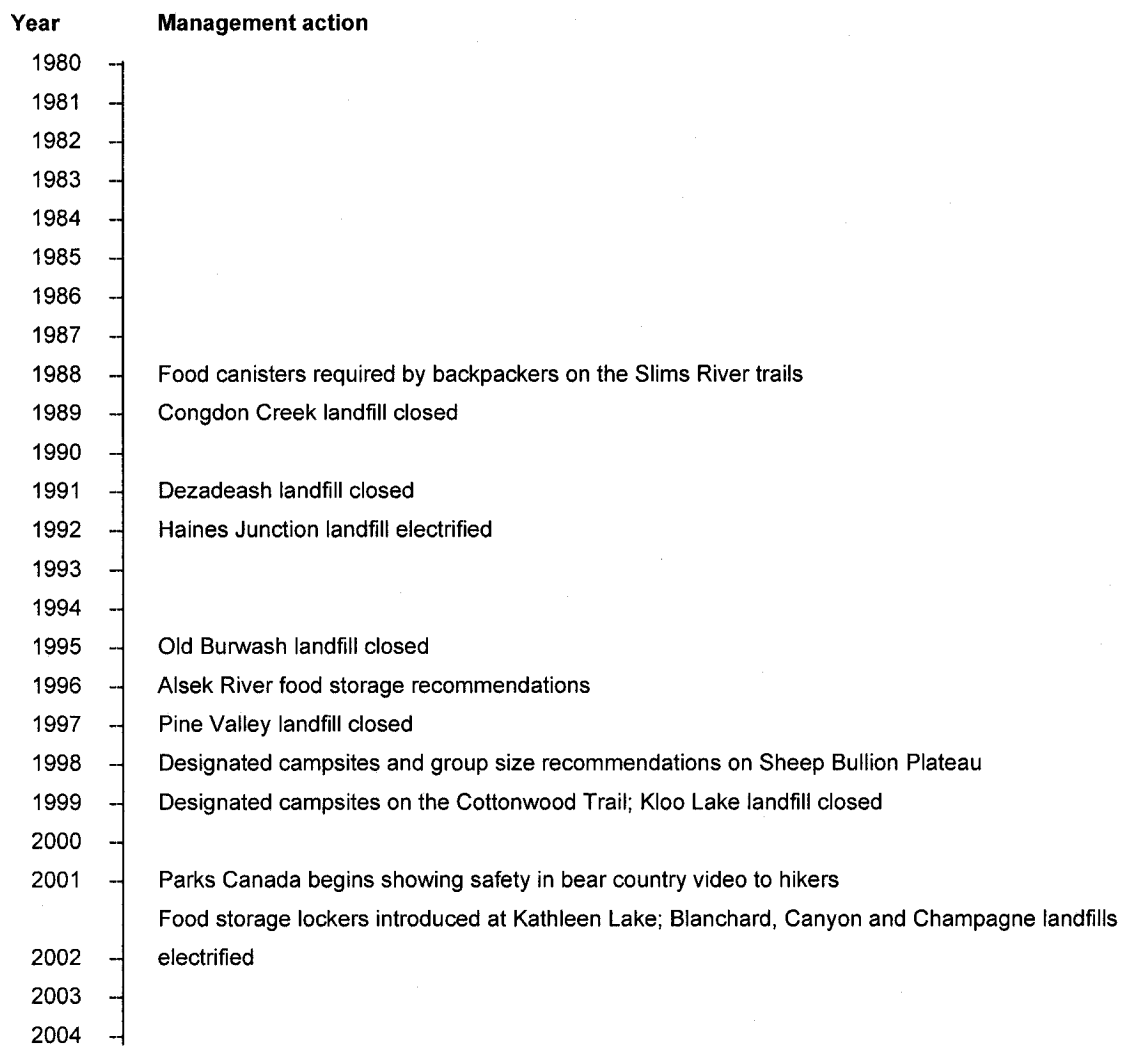 Year Management action
1980
1981
1982
1983
1984
1985
1986
1987
1988 Food canisters required by backpackers on the Slims River trails
1989 Congdon Creek landfill closed
1990
1991 Dezadeash landfill closed
1992 Haines Junction landfill electrified
1993
1994
1995 Old Burwash landfill closed
1996 Alsek River food storage recommendations
1997 Pine Valley landfill closed
1998 Designated campsites and group size recommendations on Sheep Bullion Plateau
1999 Designated campsites on the Cottonwood Trail; Kloo Lake landfill closed
2000
2001 Parks Canada begins showing safety in bear country video to hikers
Food storage lockers introduced at Kathleen Lake; Blanchard, Canyon and Champagne landfills
2002 electrified
2003
2004